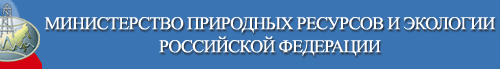 МИНИСТЕРСТВО ПРИРОДНЫХ РЕСУРСОВ И ЭКОЛОГИИ
РОССИЙСКОЙ ФЕДЕРАЦИИ